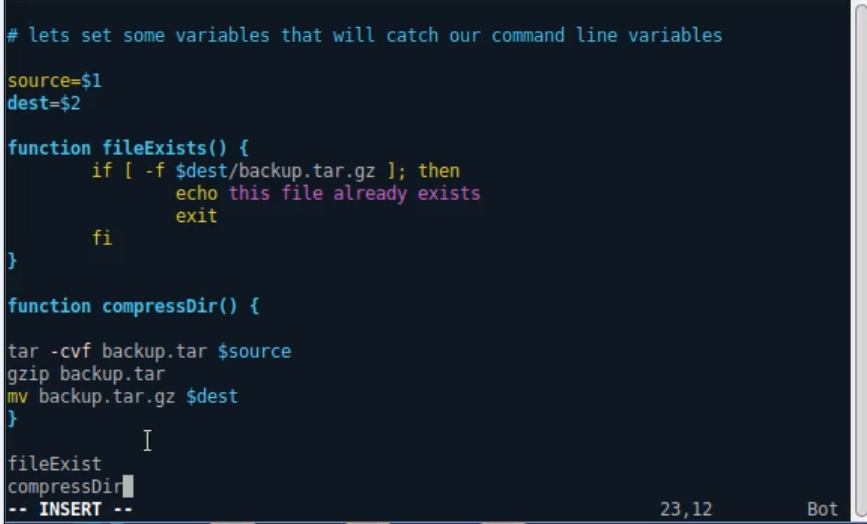 # lets set some variables that will catch our command line variables
source=$1
dest=$2
function fileExists() {
if [ -f $dest/backup.tar.gz ]; then
echo this file already exists
exit
fi
}
function compressDir() {
tar -cvf backup.tar $source
gzip backup.tar
mv backup.tar.gz $dest
}
fileExist
compressDir
-- INSERT -- 23,12 Bot